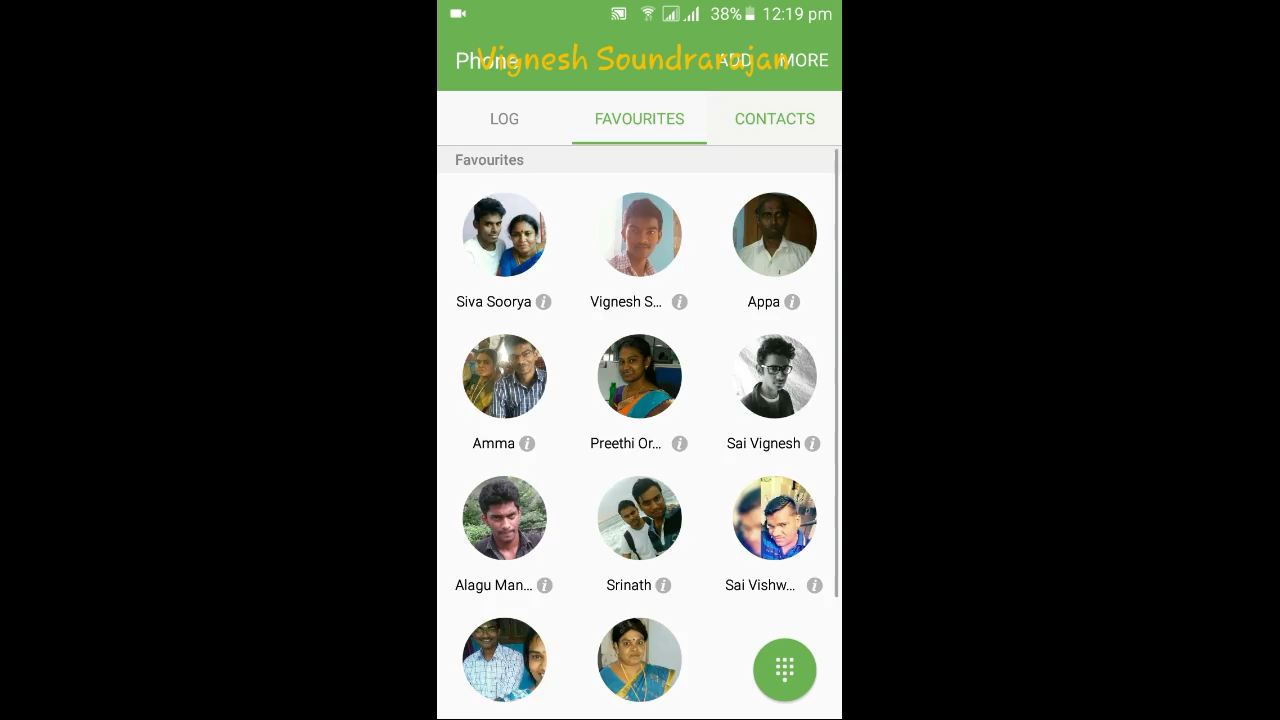 38% 12:19 pm
Phone ADD MORE
Vignesh Soundrarajan
LOG FAVOURITES CONTACTS
Favourites
Siva Soorya Vignesh S... Appa
Amma Preethi Or... Sai Vignesh
Alagu Man... Srinath Sai Vishw...